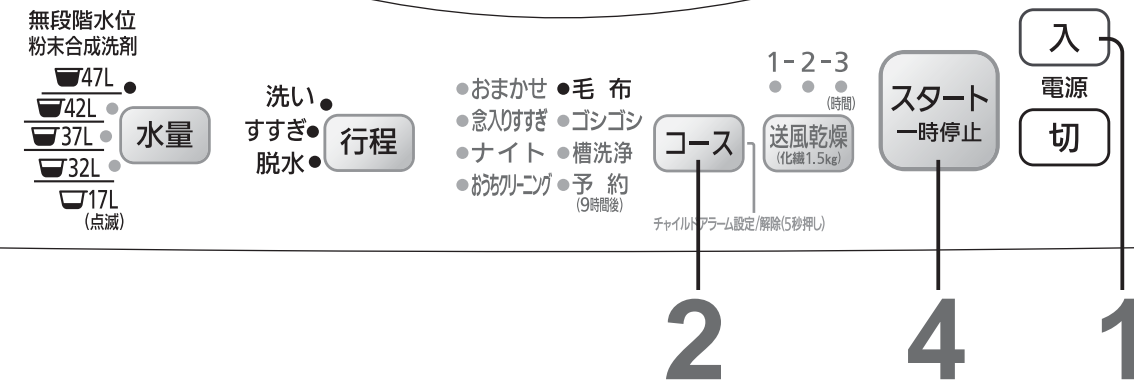 無段階水位
粉末合成洗剤
47L
42L
37L
32L
17L
(点滅)
水量
洗い
すすぎ
脱水
行程
おまかせ
念入りすすぎ
ナイト
おうちクリーニング
毛 布
ゴシゴシ
槽洗浄
予 約
(9時間後)
コース
チャイルドアラーム設定/解除(5秒押し)
1-2-3
(時間)
送風乾燥
(化繊1.5kg)
スタート
一時停止
入
電源
切
2
4
1